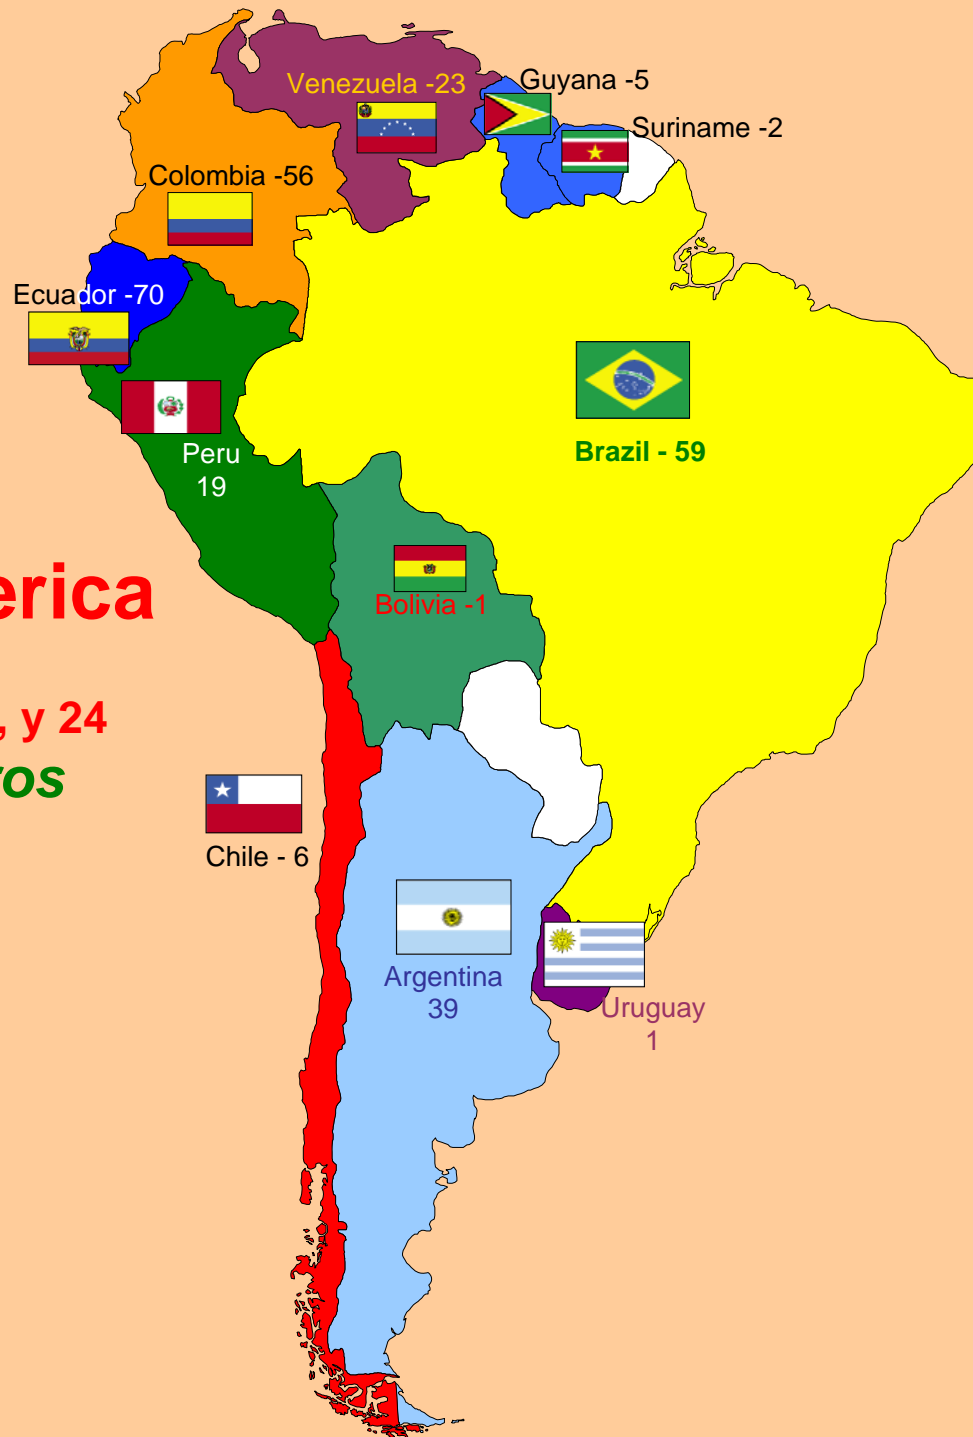 Venezuela -23
Guyana -5
Suriname -2
Colombia -56
Ecuador -70
Brazil - 59
Peru
19
Bolivia -1
erica
, y 24
ros
Chile - 6
Argentina
39
Uruguay
1